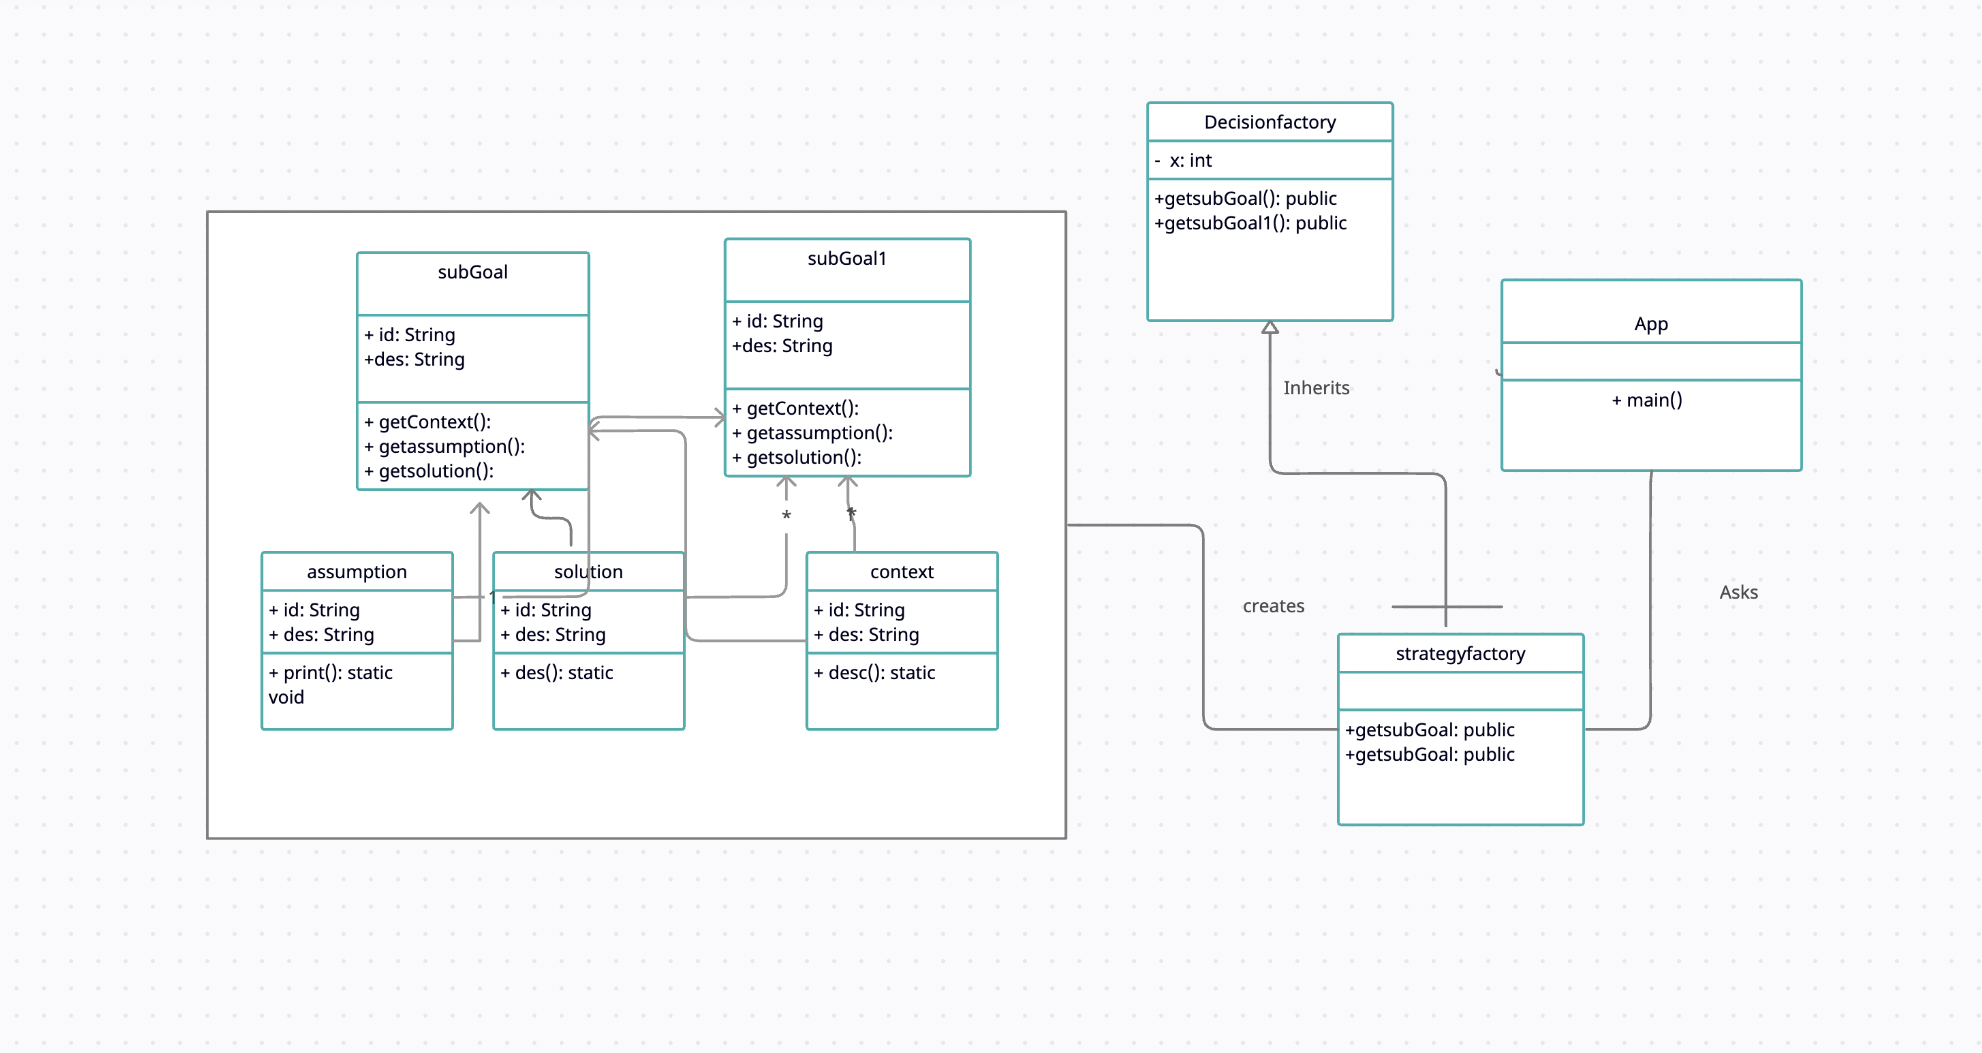 Decisionfactory
- x: int
+getsubGoal(): public
+getsubGoal1(): public
subGoal
+ id: String
+des: String
+ getContext():
+ getassumption():
+ getsolution():
subGoal1
+ id: String
+des: String
+ getContext():
+ getassumption():
+ getsolution():
App
+ main()
Inherits
*
assumption
+ id: String
+ des: String
+ print(): static
void
1
solution
+ id: String
+ des: String
+ des(): static
context
+ id: String
+ des: String
+ desc(): static
creates
Asks
strategyfactory
+getsubGoal: public
+getsubGoal: public